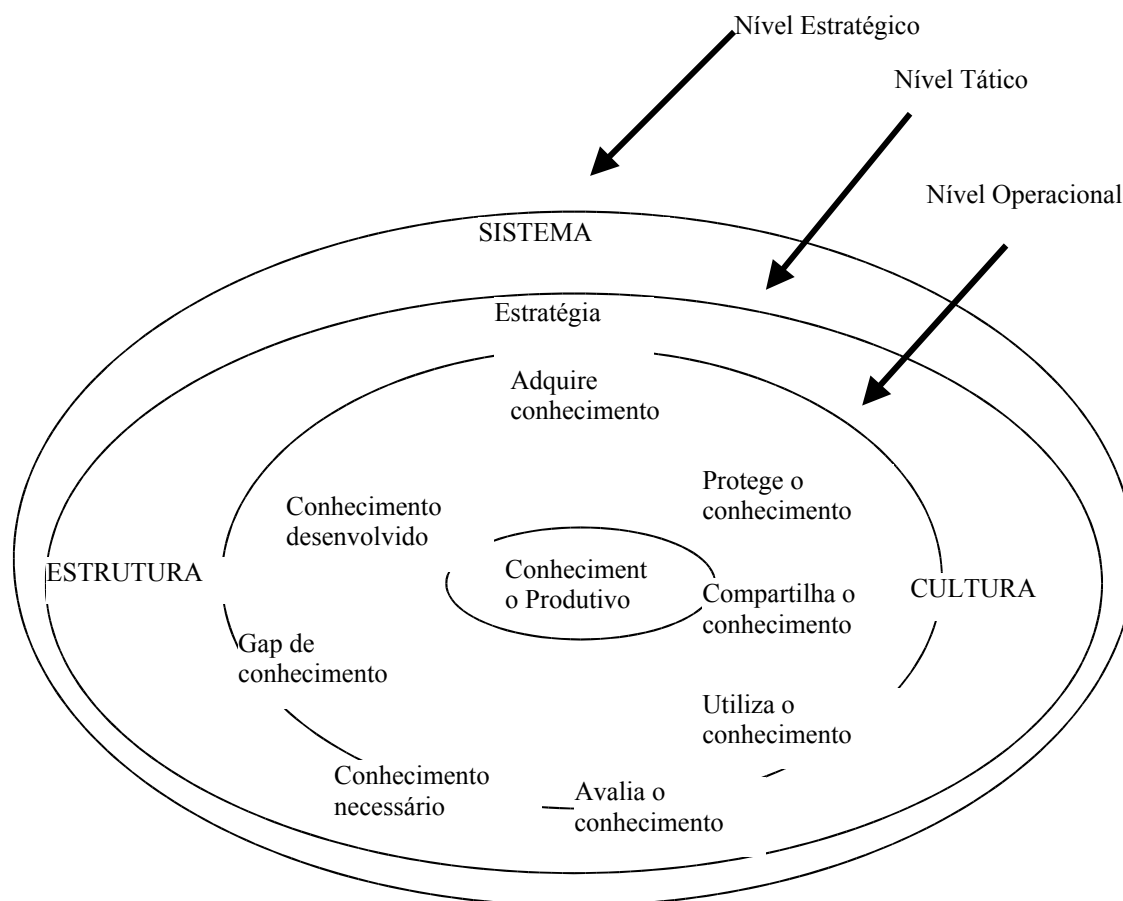 Nível Estratégico
Nível Tático
Nível Operacional
SISTEMA
Estratégia
Adquire
conhecimento
Protege o
conhecimento
Conhecimento
desenvolvido
Conheciment
o Produtivo
ESTRUTURA
Compartilha o
conhecimento
CULTURA
Gap de
conhecimento
Utiliza o
conhecimento
Conhecimento
necessário
Avalia o
conhecimento